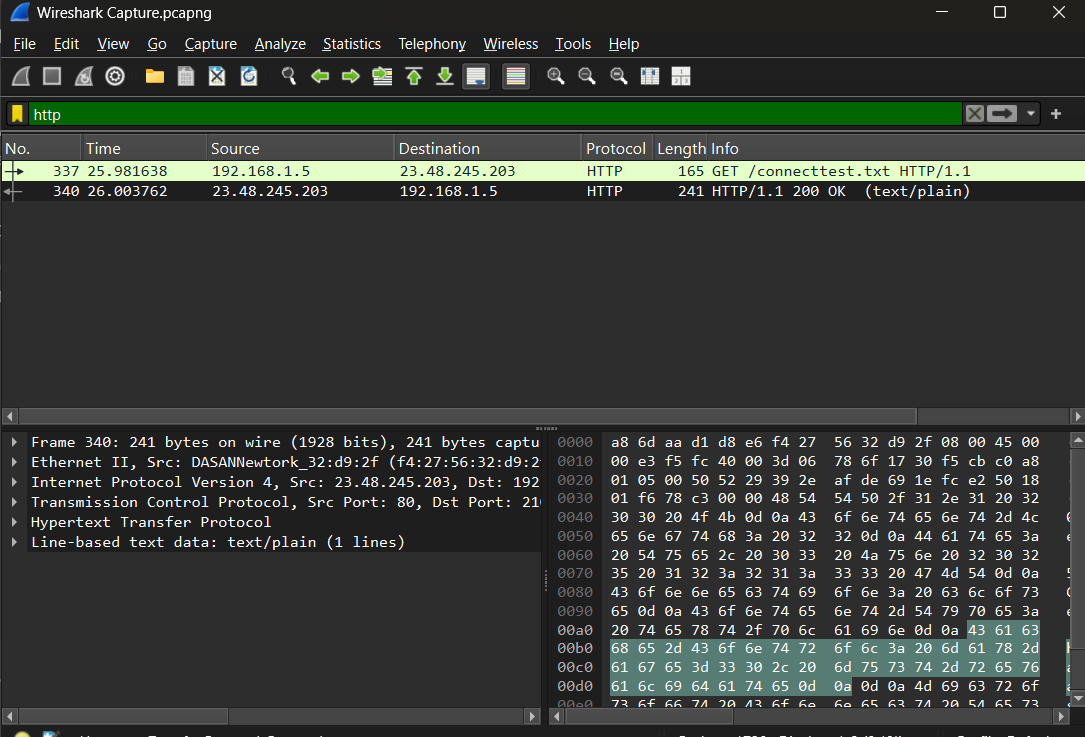 Wireshark Capture.pcapng
File Edit View Go Capture Analyze Statistics Telephony Wireless Tools Help
http
No. Time Source Destination Protocol Length Info
337 25.981638 192.168.1.5 23.48.245.203 HTTP 165 GET /connecttest.txt HTTP/1.1
340 26.003762 23.48.245.203 192.168.1.5 HTTP 241 HTTP/1.1 200 OK (text/plain)
Frame 340: 241 bytes on wire (1928 bits), 241 bytes captu
Ethernet II, Src: DASANNewtork_32:d9:2f (f4:27:56:32:d9:2
Internet Protocol Version 4, Src: 23.48.245.203, Dst: 192
Transmission Control Protocol, Src Port: 80, Dst Port: 210
Hypertext Transfer Protocol
Line-based text data: text/plain (1 lines)
0000 a8 6d aa d1 d8 e6 f4 27 56 32 d9 2f 08 00 45 00
0010 00 e3 f5 fc 40 00 3d 06 78 6f 17 30 f5 cb c0 a8
0020 01 05 00 50 52 29 39 2e af de 69 1e fc e2 50 18
0030 01 f6 78 c3 00 00 48 54 54 50 2f 31 2e 31 20 32
0040 30 30 20 4f 4b 0d 0a 43 6f 6e 74 65 6e 74 2d 4c
0050 65 6e 67 74 68 3a 20 32 32 0d 0a 44 61 74 65 3a
0060 20 54 75 65 2c 20 30 33 20 4a 75 6e 20 32 30 32
0070 35 20 31 32 3a 32 31 3a 33 33 20 47 4d 54 0d 0a
0080 43 6f 6e 6e 65 63 74 69 6f 6e 3a 20 63 6c 6f 73
0090 65 0d 0a 43 6f 6e 74 65 6e 74 2d 54 79 70 65 3a
00a0 20 74 65 78 74 2f 70 6c 61 69 6e 0d 0a 43 61 63
00b0 68 65 2d 43 6f 6e 74 72 6f 6c 3a 20 6d 61 78 2d
00c0 61 67 65 3d 33 30 2c 20 6d 75 73 74 2d 72 65 76
00d0 61 6c 69 64 61 74 65 0d 0a 0d 0a 4d 69 63 72 6f
00e0 73 6f 66 74 20 43 6f 6e 6e 65 63 74 20 54 65 73